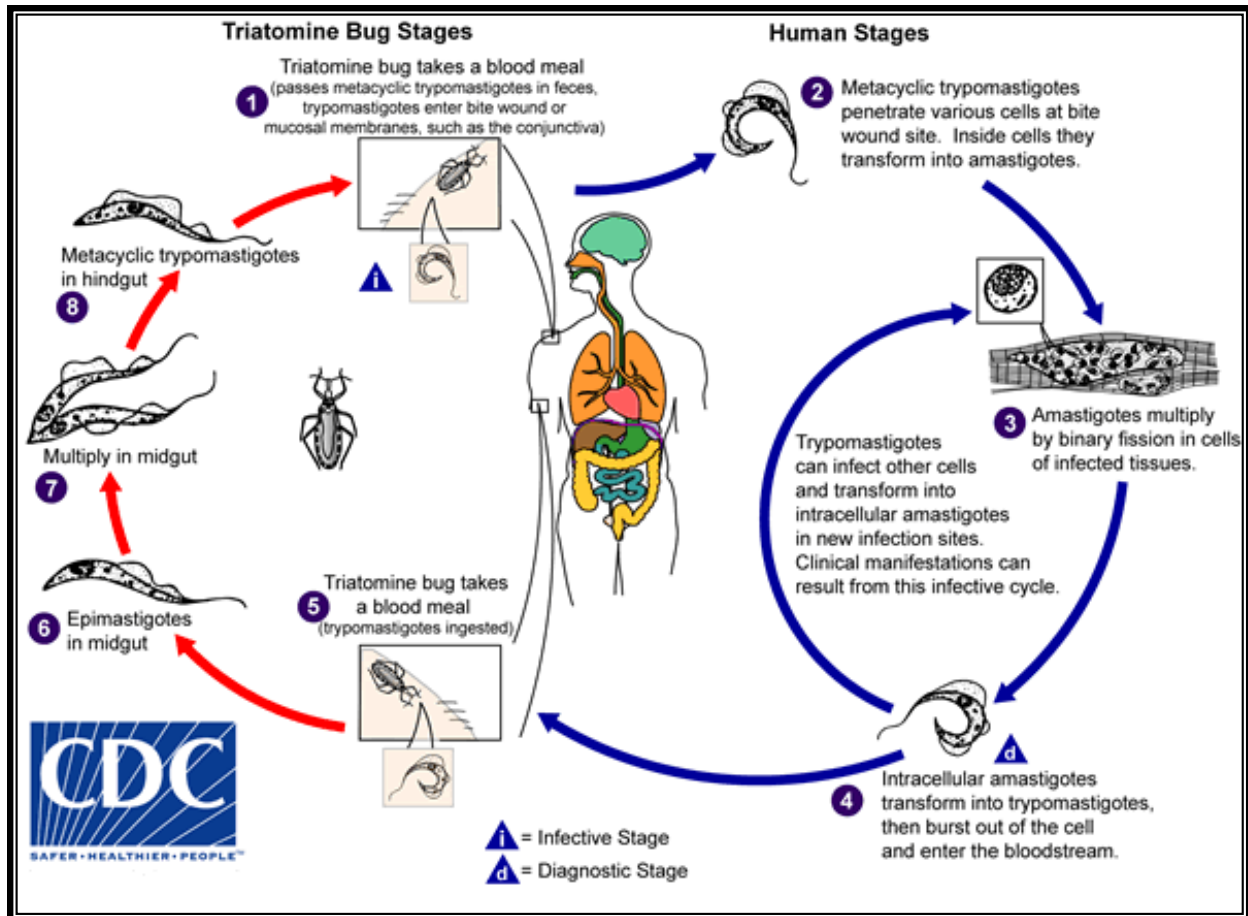 Triatomine Bug Stages
Human Stages
1
Triatomine bug takes a blood meal
(passes metacyclic trypomastigotes in feces,
trypomastigotes enter bite wound or
mucosal membranes, such as the conjunctiva)
i
2
Metacyclic trypomastigotes
penetrate various cells at bite
wound site. Inside cells they
transform into amastigotes.
3
Amastigotes multiply
by binary fission in cells
of infected tissues.
Trypomastigotes
can infect other cells
and transform into
intracellular amastigotes
in new infection sites.
Clinical manifestations can
result from this infective cycle.
d
4
Intracellular amastigotes
transform into trypomastigotes,
then burst out of the cell
and enter the bloodstream.
5
Triatomine bug takes
a blood meal
(trypomastigotes ingested)
6
Epimastigotes
in midgut
Multiply in midgut
7
Metacyclic trypomastigotes
in hindgut
8
CDC
SAFER•HEALTHIER•PEOPLE™
i = Infective Stage
d = Diagnostic Stage